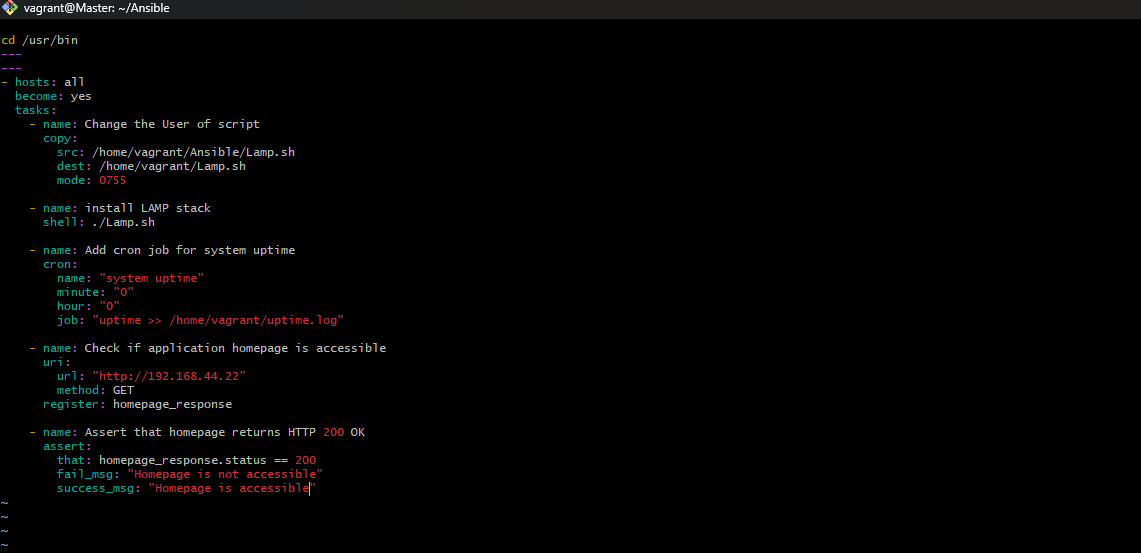 vagrant@Master: ~/Ansible
cd /usr/bin
---
---
- hosts: all
  become: yes
  tasks:
    - name: Change the User of script
      copy:
        src: /home/vagrant/Ansible/Lamp.sh
        dest: /home/vagrant/Lamp.sh
        mode: 0755

    - name: install LAMP stack
      shell: ./Lamp.sh

    - name: Add cron job for system uptime
      cron:
        name: "system uptime"
        minute: "0"
        hour: "0"
        job: "uptime >> /home/vagrant/uptime.log"

    - name: Check if application homepage is accessible
      uri:
        url: "http://192.168.44.22"
        method: GET
      register: homepage_response

    - name: Assert that homepage returns HTTP 200 OK
      assert:
        that: homepage_response.status == 200
        fail_msg: "Homepage is not accessible"
        success_msg: "Homepage is accessible"
~
~
~
~